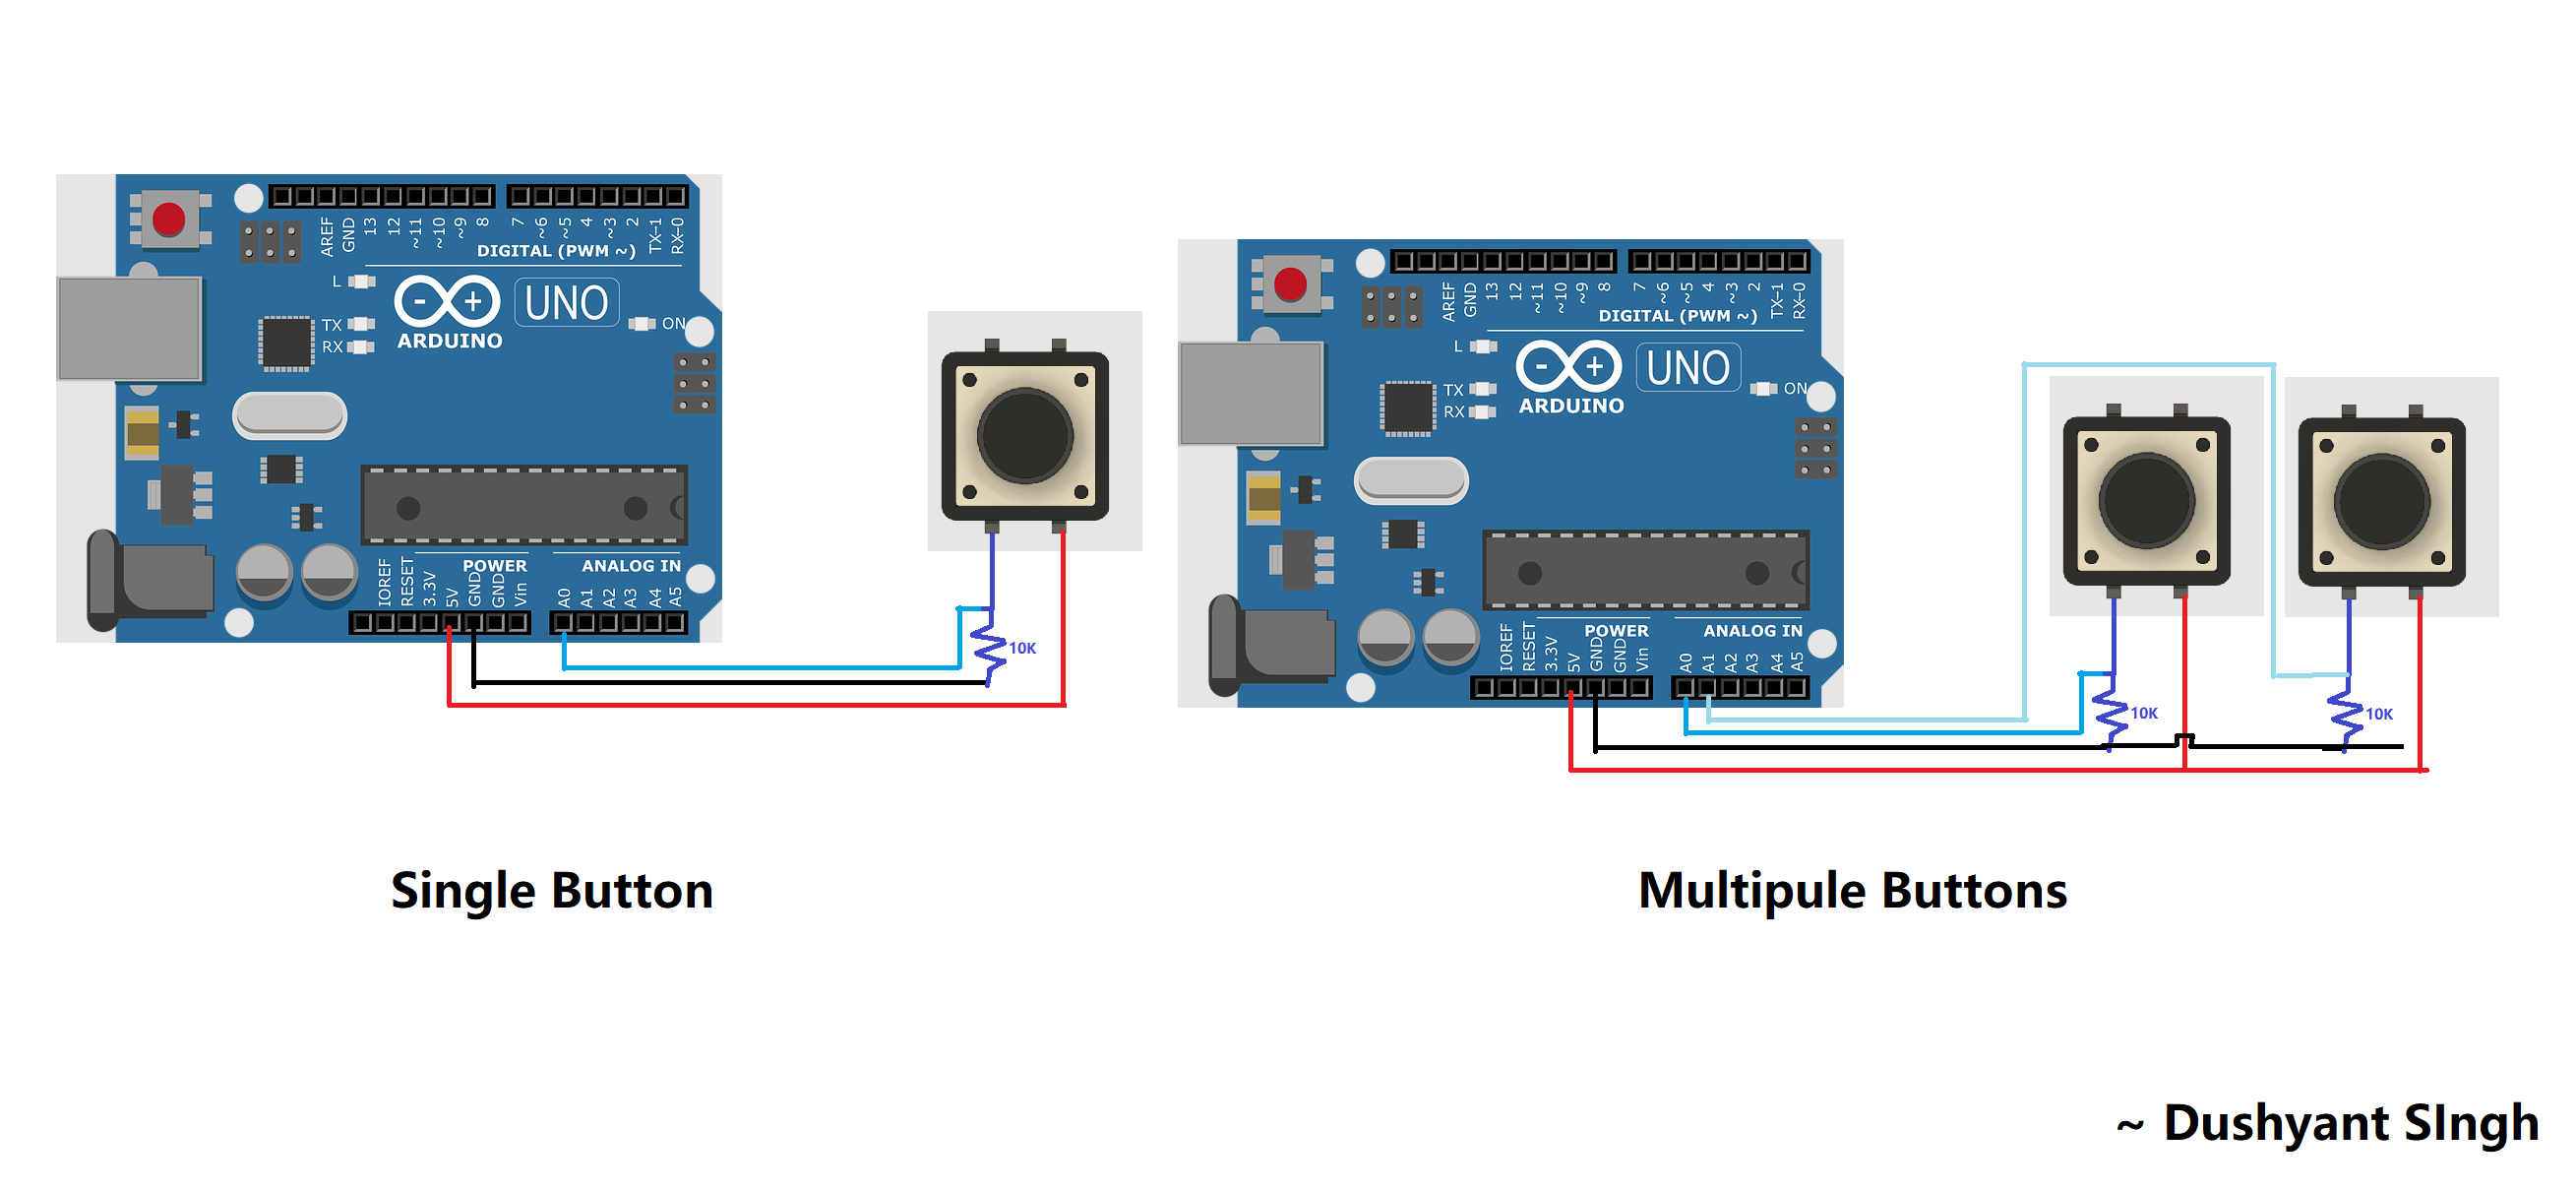 AREF
GND
13
12
~11
~10
~9
8
7
~6
~5
4
~3
2
TX-1
RX-0
DIGITAL (PWM ~)
L
TX
RX
- +
ARDUINO
UNO
ON
POWER
ANALOG IN
IOREF
RESET
3.3V
5V
GND
GND
Vin
A0
A1
A2
A3
A4
A5
10K
Single Button
AREF
GND
13
12
~11
~10
~9
8
7
~6
~5
4
~3
2
TX-1
RX-0
DIGITAL (PWM ~)
L
TX
RX
- +
ARDUINO
UNO
ON
POWER
ANALOG IN
IOREF
RESET
3.3V
5V
GND
GND
Vin
A0
A1
A2
A3
A4
A5
10K
10K
Multipule Buttons
~ Dushyant SIngh